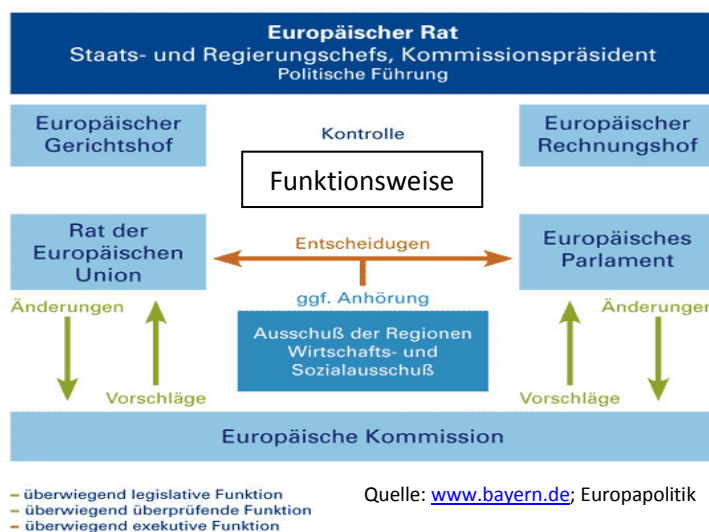 Europäischer Rat
Staats- und Regierungschefs, Kommissionspräsident
Politische Führung
Europäischer
Gerichtshof
Kontrolle
Europäischer
Rechnungshof
Funktionsweise
Rat der
Europäischen
Union
Entscheidugen
Europäisches
Parlament
ggf. Anhörung
Änderungen
Änderungen
Ausschuß der Regionen
Wirtschafts- und
Sozialausschuß
Vorschläge
Vorschläge
Europäische Kommission
– überwiegend legislative Funktion
– überwiegend überprüfende Funktion
– überwiegend exekutive Funktion
Quelle: www.bayern.de; Europapolitik